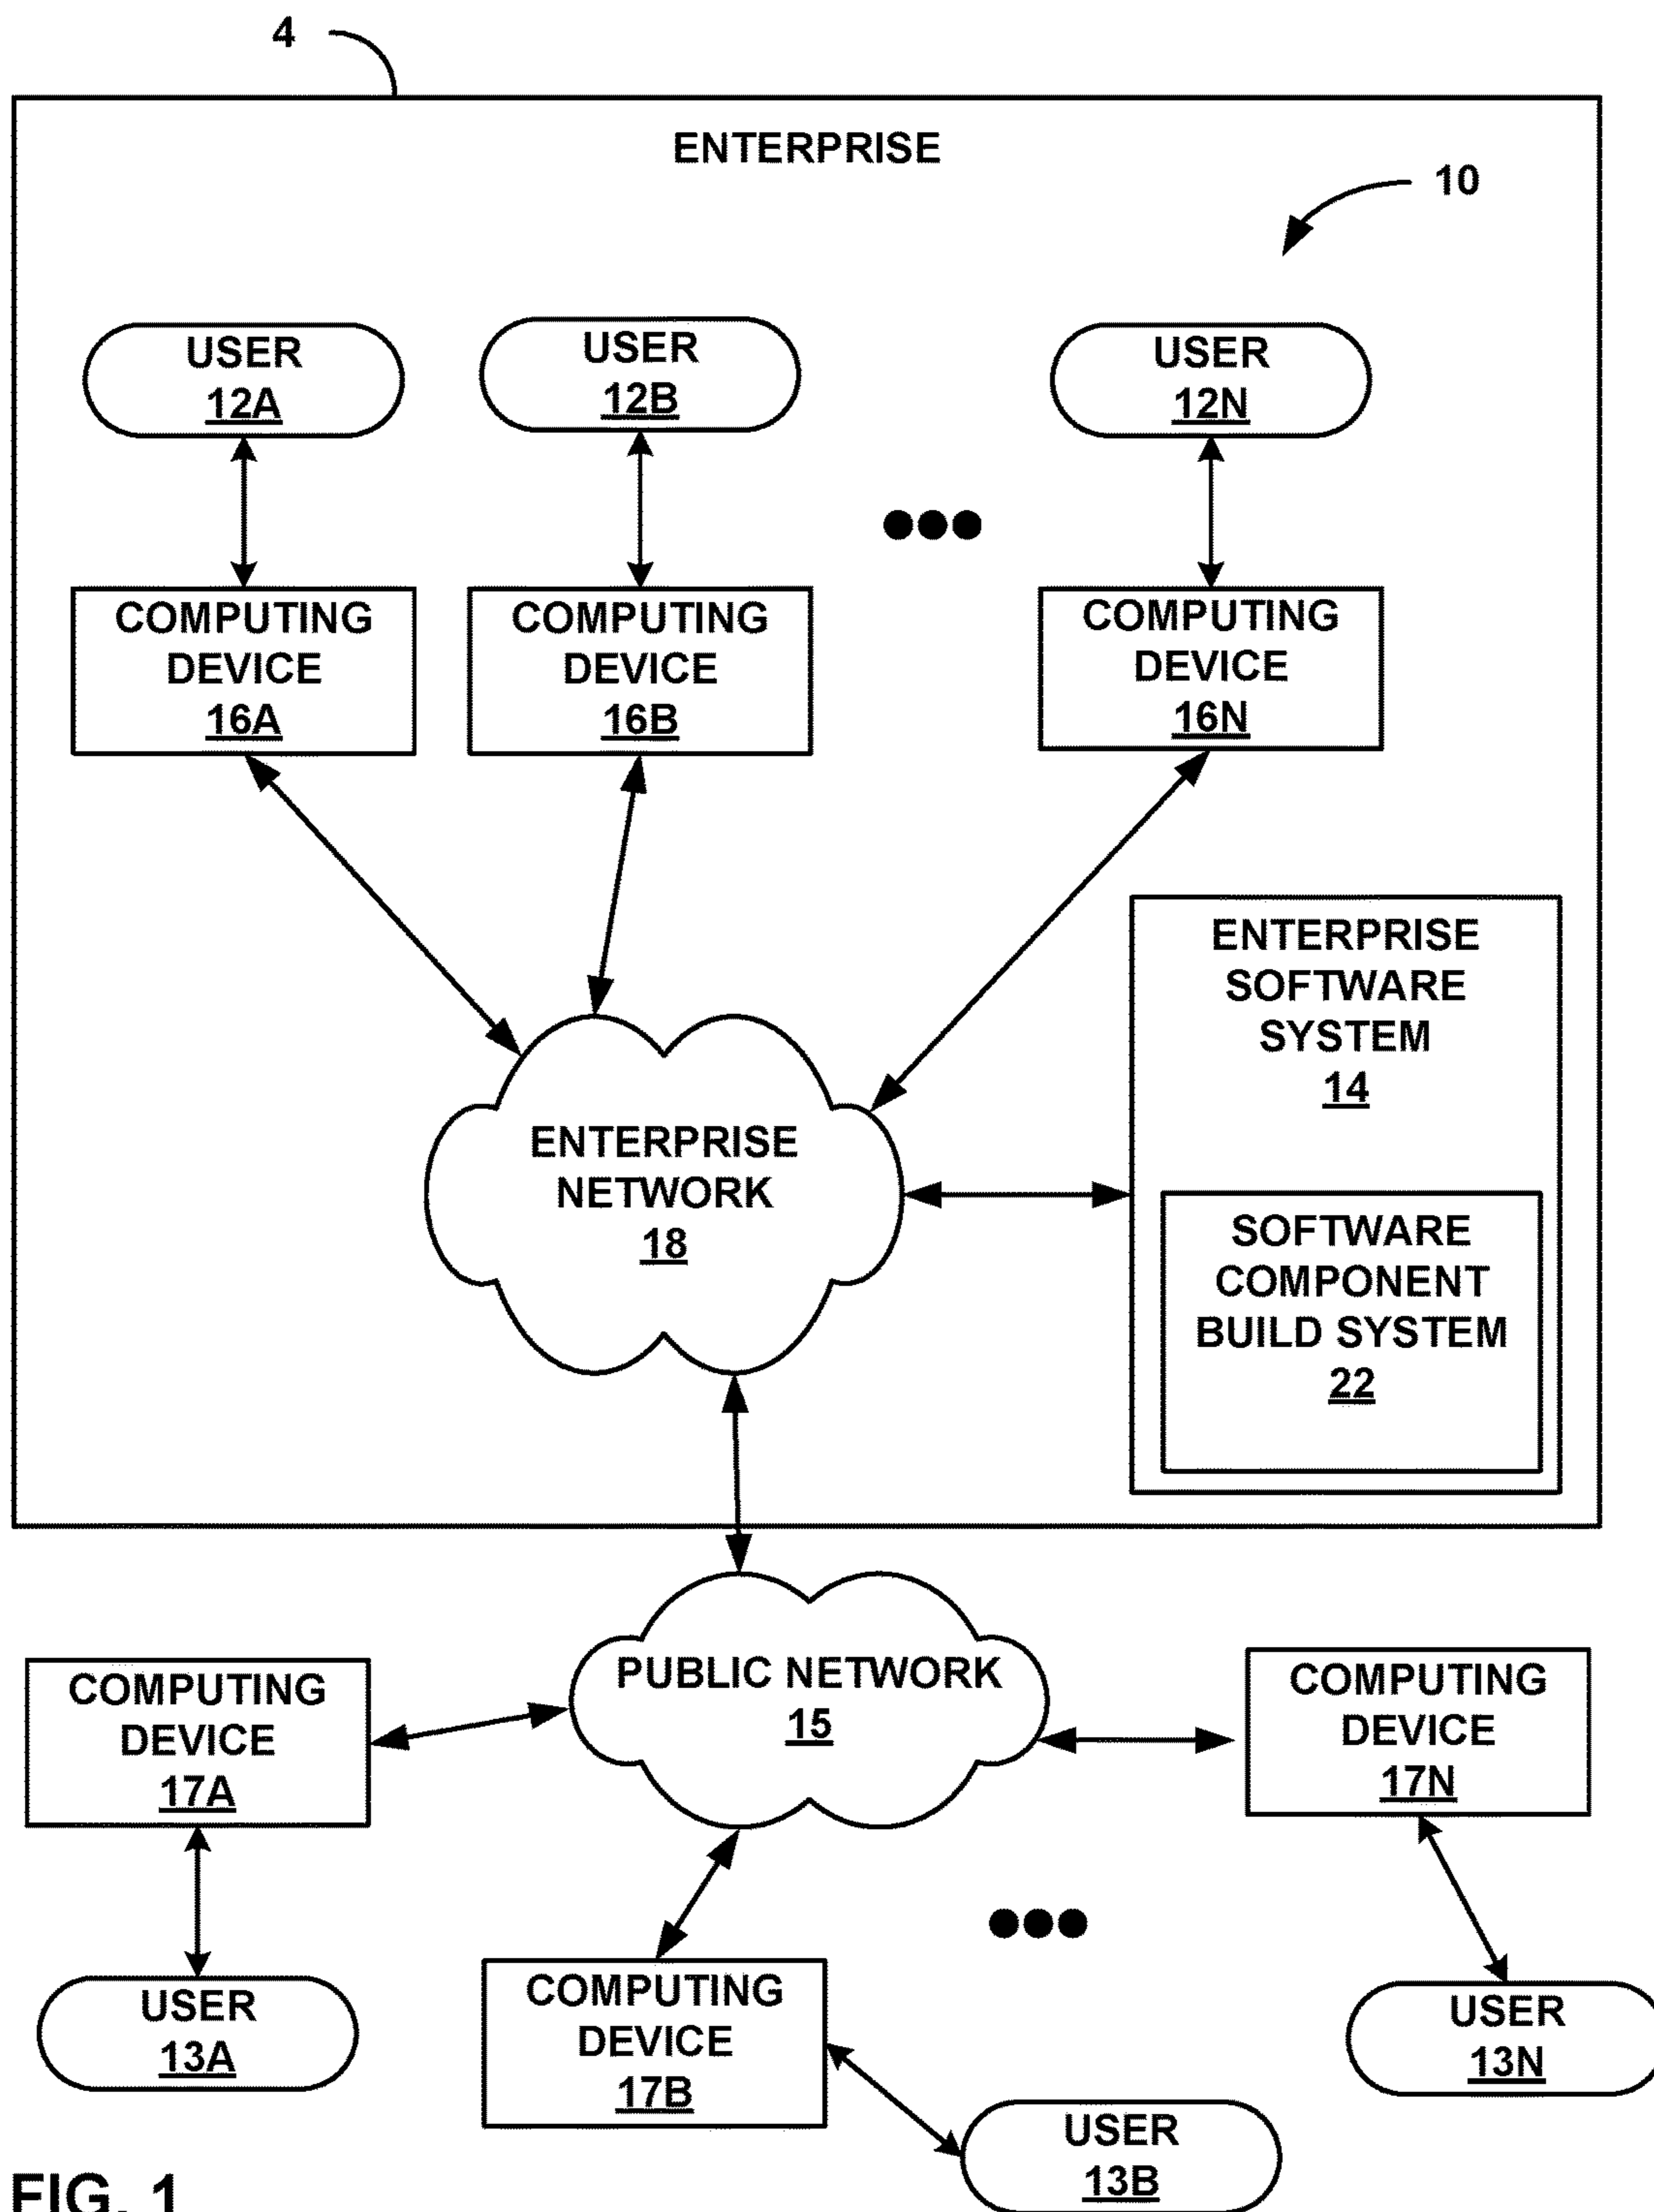 4
ENTERPRISE
10
USER
12A
USER
12B
USER
12N
COMPUTING
DEVICE
16A
COMPUTING
DEVICE
16B
COMPUTING
DEVICE
16N
ENTERPRISE
SOFTWARE
SYSTEM
14
ENTERPRISE
NETWORK
18
SOFTWARE
COMPONENT
BUILD SYSTEM
22
PUBLIC NETWORK
15
COMPUTING
DEVICE
17A
COMPUTING
DEVICE
17N
COMPUTING
DEVICE
17B
USER
13A
USER
13N
USER
13B
FIG. 1